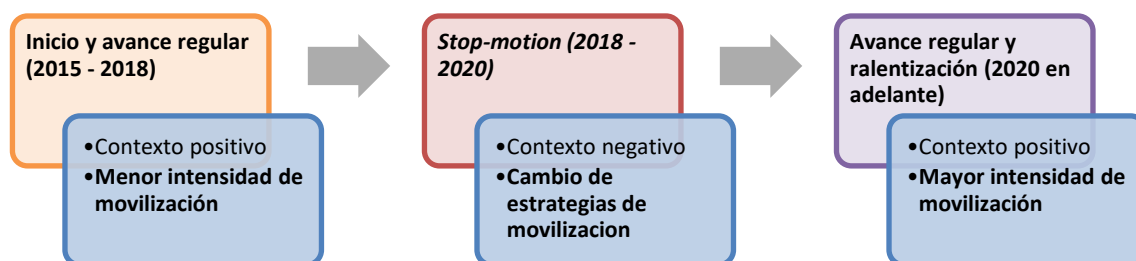 Inicio y avance regular
(2015 - 2018)
•Contexto positivo
•Menor intensidad de
movilización
Stop-motion (2018 -
2020)
•Contexto negativo
•Cambio de
estrategias de
movilizacion
Avance regular y
ralentización (2020 en
adelante)
•Contexto positivo
•Mayor intensidad de
movilización